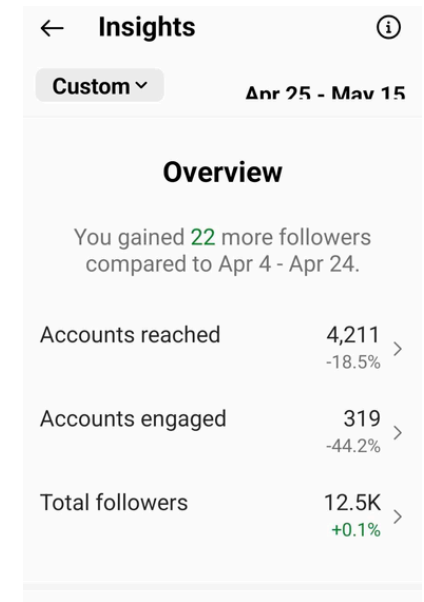 Insights
Custom
Apr 25 - May 15
Overview
You gained 22 more followers
compared to Apr 4 - Apr 24.
Accounts reached
4,211
-18.5%
Accounts engaged
319
-44.2%
Total followers
12.5K
+0.1%